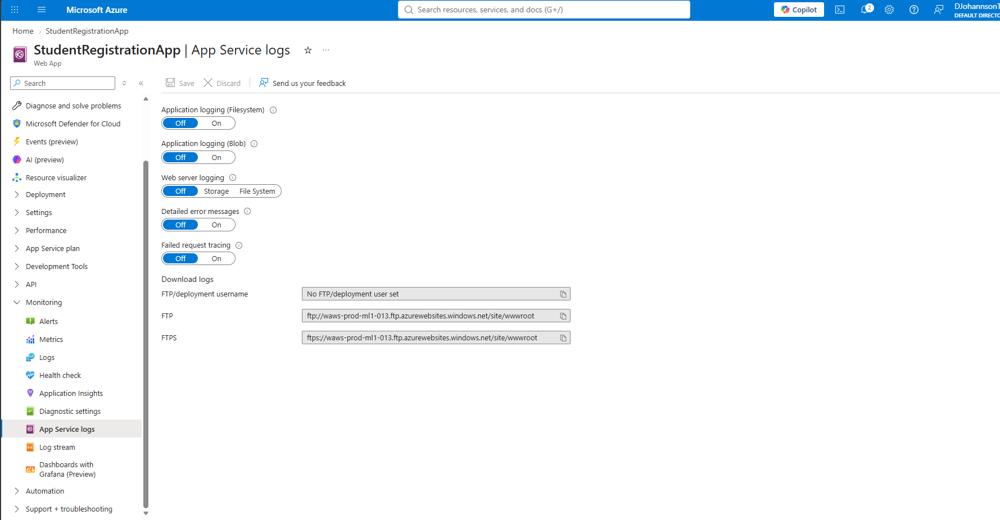 Microsoft Azure
Search resources, services, and docs (G+/)
Copilot
2
DJohannsonT
DEFAULT DIRECTO
Home > StudentRegistrationApp
StudentRegistrationApp | App Service logs
Web App
Search
Save
Discard
Send us your feedback
Diagnose and solve problems
Microsoft Defender for Cloud
Events (preview)
AI (preview)
Resource visualizer
Deployment
Settings
Performance
App Service plan
Development Tools
API
Monitoring
Alerts
Metrics
Logs
Health check
Application Insights
Diagnostic settings
App Service logs
Log stream
Dashboards with
Grafana (Preview)
Automation
Support + troubleshooting
Application logging (Filesystem)
Off On
Application logging (Blob)
Off On
Web server logging
Off Storage File System
Detailed error messages
Off On
Failed request tracing
Off On
Download logs
FTP/deployment username No FTP/deployment user set
FTP ftp://waws-prod-ml1-013.ftp.azurewebsites.windows.net/site/wwwroot
FTPS ftps://waws-prod-ml1-013.ftp.azurewebsites.windows.net/site/wwwroot